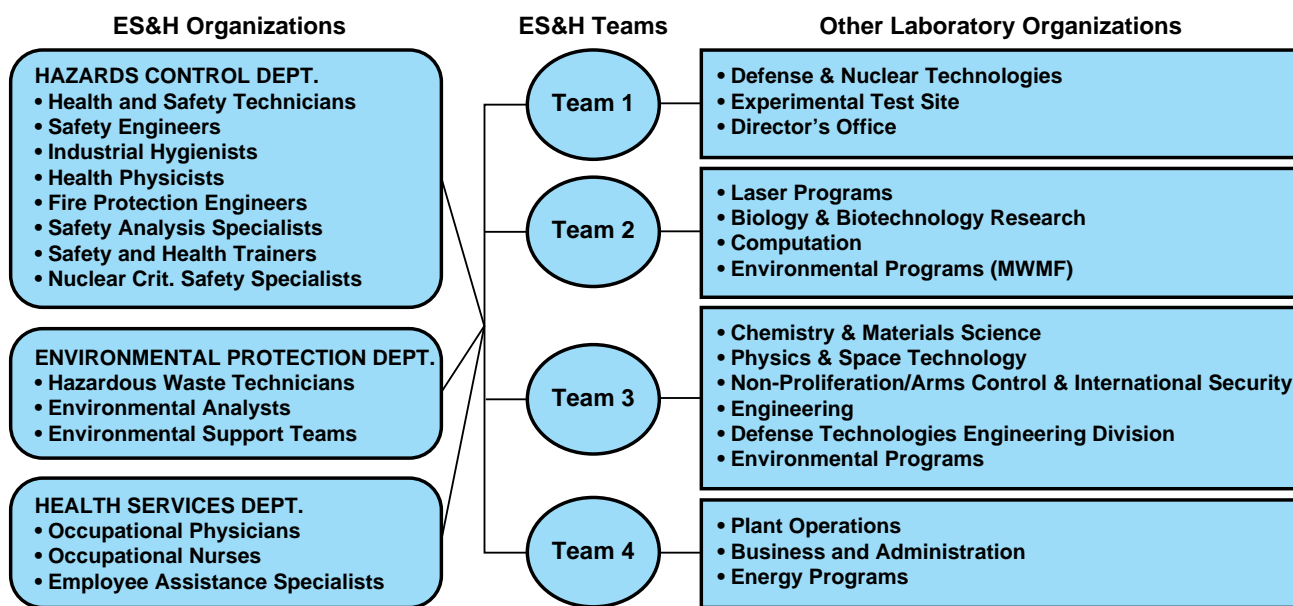 ES&H Organizations
HAZARDS CONTROL DEPT.
• Health and Safety Technicians
• Safety Engineers
• Industrial Hygienists
• Health Physicists
• Fire Protection Engineers
• Safety Analysis Specialists
• Safety and Health Trainers
• Nuclear Crit. Safety Specialists
ENVIRONMENTAL PROTECTION DEPT.
• Hazardous Waste Technicians
• Environmental Analysts
• Environmental Support Teams
HEALTH SERVICES DEPT.
• Occupational Physicians
• Occupational Nurses
• Employee Assistance Specialists
ES&H Teams
Team 1
Team 2
Team 3
Team 4
Other Laboratory Organizations
• Defense & Nuclear Technologies
• Experimental Test Site
• Director’s Office
• Laser Programs
• Biology & Biotechnology Research
• Computation
• Environmental Programs (MWMF)
• Chemistry & Materials Science
• Physics & Space Technology
• Non-Proliferation/Arms Control & International Security
• Engineering
• Defense Technologies Engineering Division
• Environmental Programs
• Plant Operations
• Business and Administration
• Energy Programs